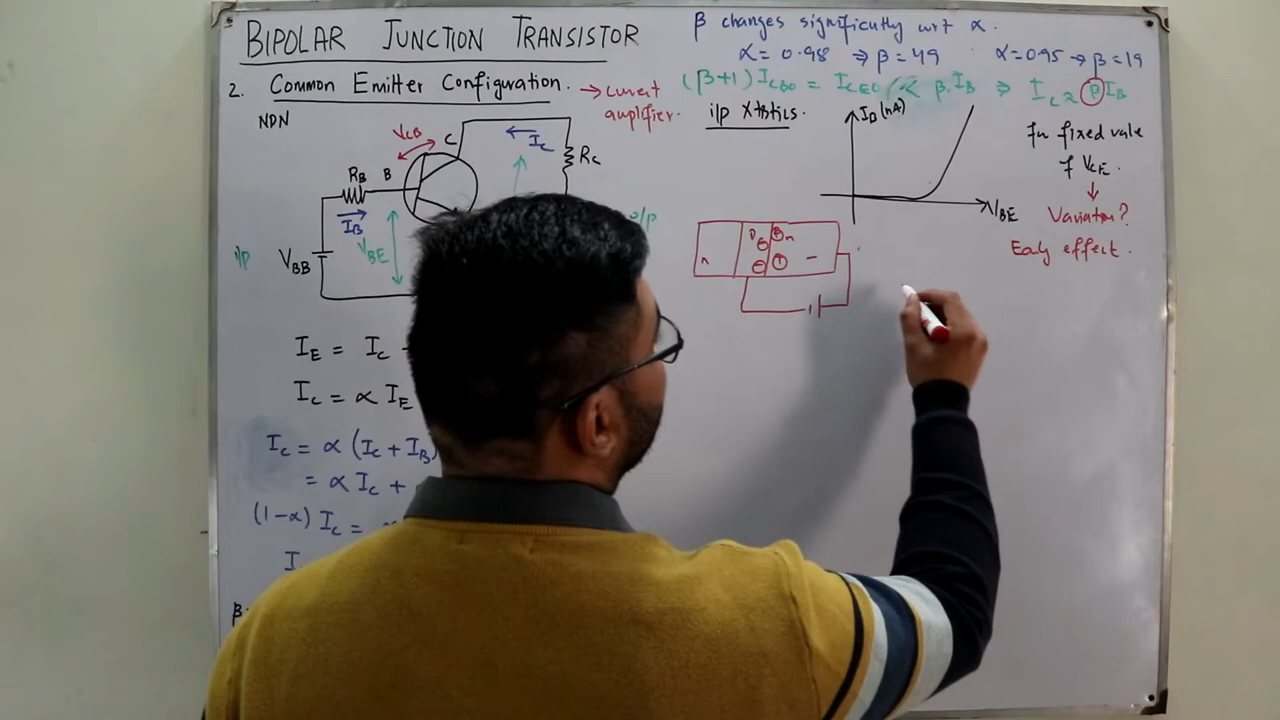 BIPOLAR JUNCTION TRANSISTOR
2. Common Emitter Configuration. → Current amplifier.
NPN
VCB
C
IC
RC
RB
B
IB
i/p
VBB
VBE
o/p
IE = IC
IC = α IE
IC = α (IC + IB)
= α IC +
(1-α) IC =
I
β
β changes significantly wrt α.
α = 0.98 ⇒ β = 49
α = 0.95 → β = 19
(β+1) ICBO = ICEO << β IB ⇒ IC ≈ β IB
i/p Xtstics.
IB (μA)
VBE
for fixed value
of VCE
↓
Variation?
Early effect.
n
p
n